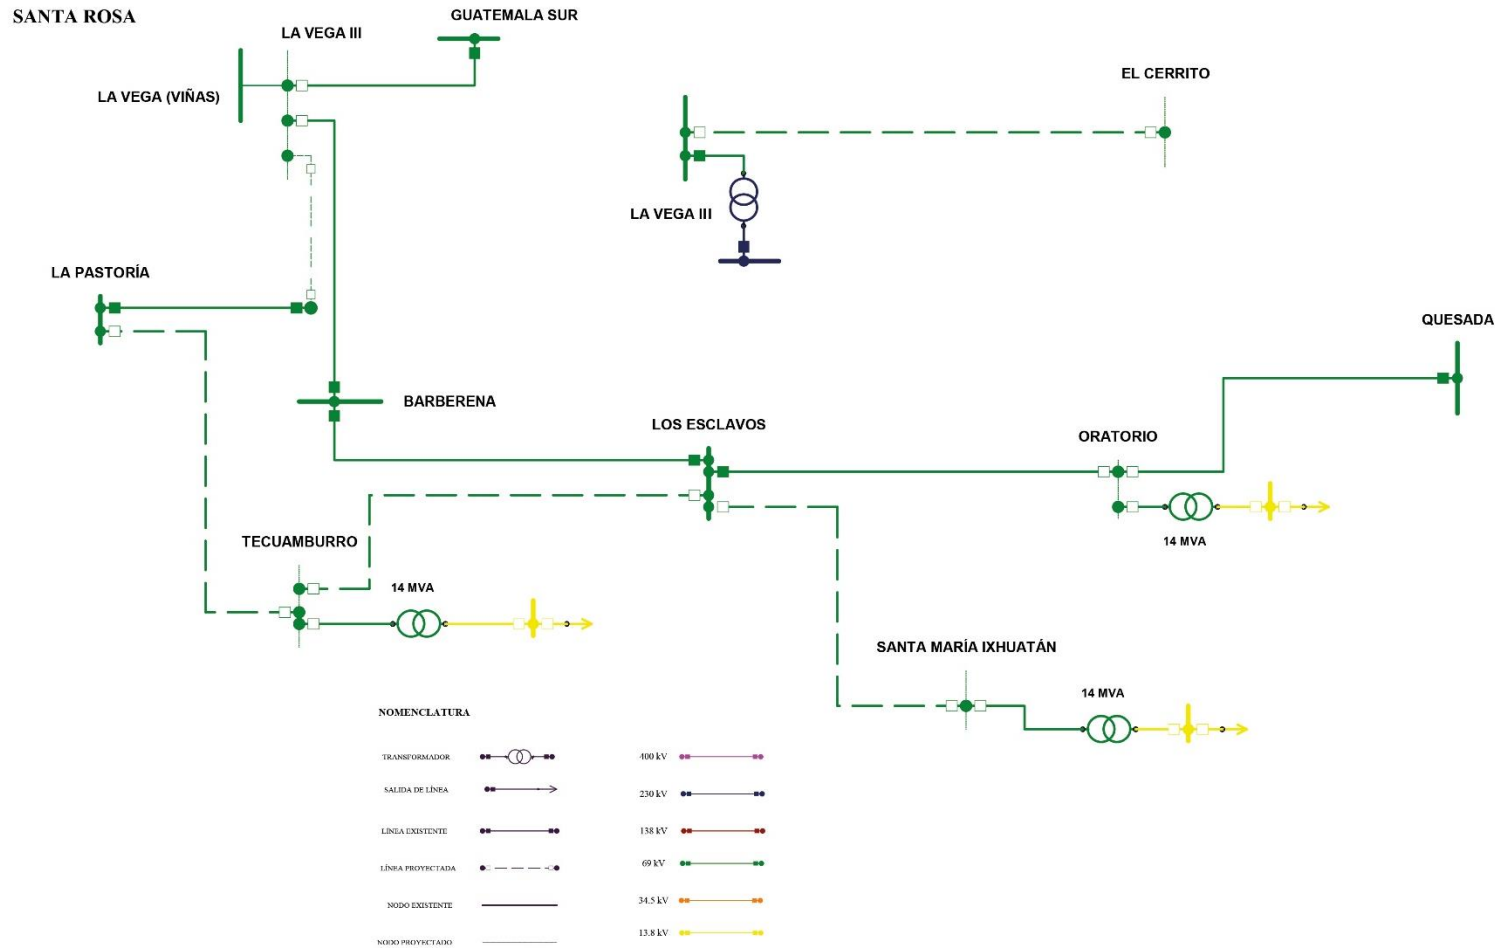 SANTA ROSA
GUATEMALA SUR
LA VEGA III
LA VEGA (VIÑAS)
EL CERRITO
LA VEGA III
LA PASTORÍA
QUESADA
BARBERENA
LOS ESCLAVOS
ORATORIO
14 MVA
TECUAMBURRO
14 MVA
SANTA MARÍA IXHUATÁN
14 MVA
NOMENCLATURA
TRANSFORMADOR
400 kV
SALIDA DE LÍNEA
230 kV
LÍNEA EXISTENTE
138 kV
LÍNEA PROYECTADA
69 kV
NODO EXISTENTE
34.5 kV
NODO PROYECTADO
13.8 kV